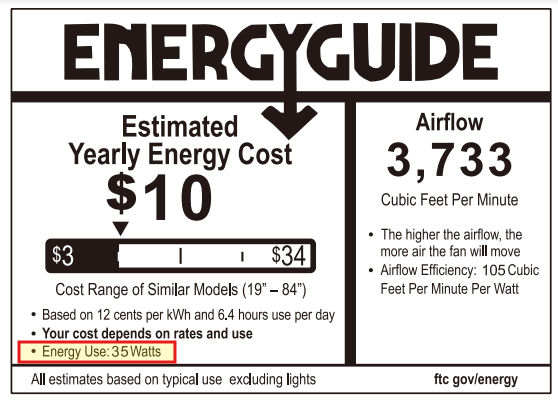 ENERGYGUIDE
Estimated
Yearly Energy Cost
$10
$3
$34
Cost Range of Similar Models (19" – 84")
• Based on 12 cents per kWh and 6.4 hours use per day
• Your cost depends on rates and use
• Energy Use: 35 Watts
Airflow
3,733
Cubic Feet Per Minute
• The higher the airflow, the
more air the fan will move
• Airflow Efficiency: 105 Cubic
Feet Per Minute Per Watt
All estimates based on typical use excluding lights
ftc gov/energy